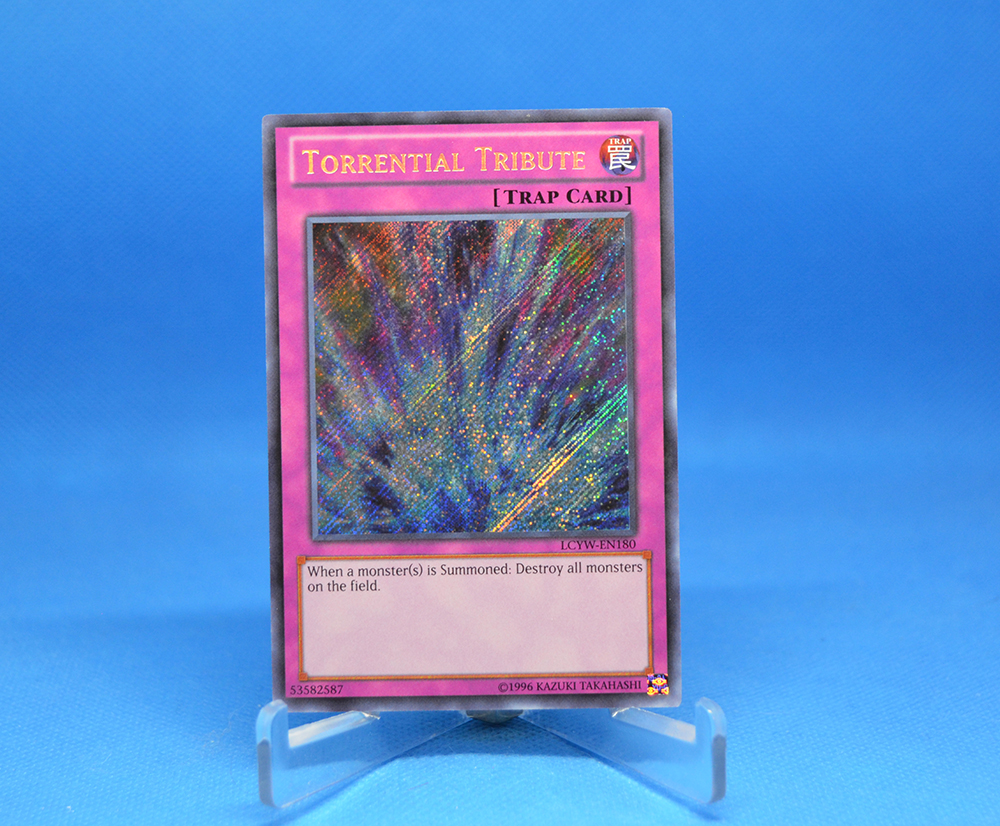 TORRENTIAL TRIBUTE
TRAP
罠
[TRAP CARD]
LCYW-EN180
When a monster(s) is Summoned: Destroy all monsters
on the field.
53582587
©1996 KAZUKI TAKAHASHI